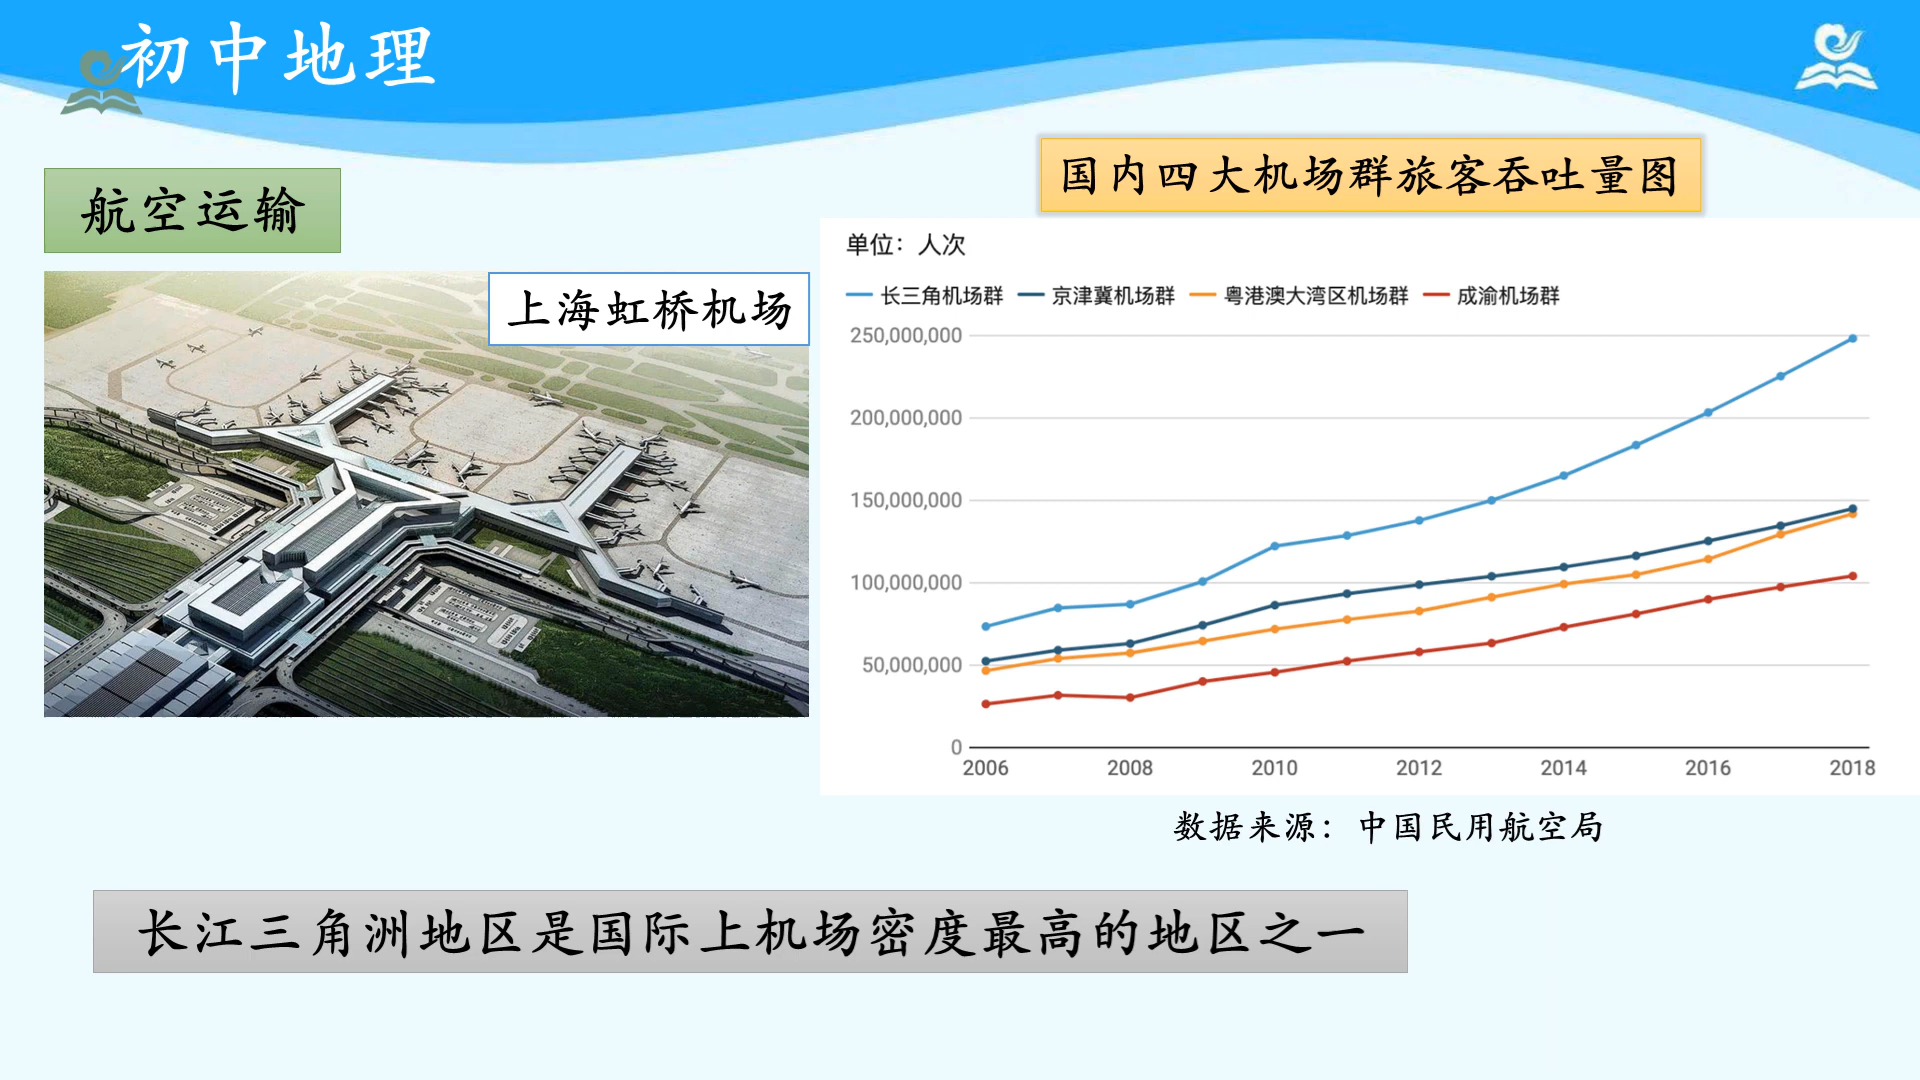 初中地理
航空运输
上海虹桥机场
国内四大机场群旅客吞吐量图
单位：人次
长三角机场群 京津冀机场群 粤港澳大湾区机场群 成渝机场群
250,000,000
200,000,000
150,000,000
100,000,000
50,000,000
0
2006 2008 2010 2012 2014 2016 2018
数据来源：中国民用航空局
长江三角洲地区是国际上机场密度最高的地区之一